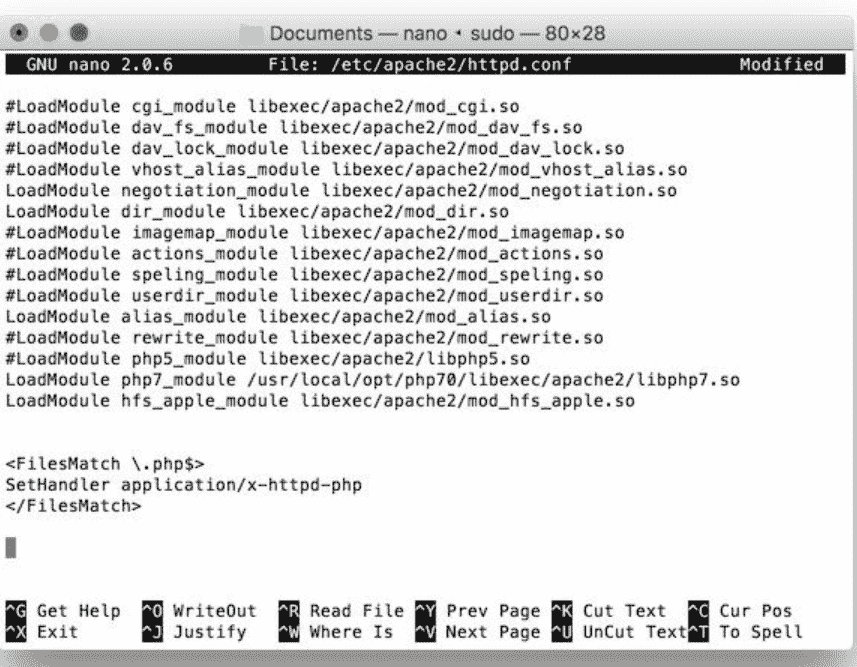 Documents — nano • sudo — 80×28
GNU nano 2.0.6 File: /etc/apache2/httpd.conf Modified
#LoadModule cgi_module libexec/apache2/mod_cgi.so
#LoadModule dav_fs_module libexec/apache2/mod_dav_fs.so
#LoadModule dav_lock_module libexec/apache2/mod_dav_lock.so
#LoadModule vhost_alias_module libexec/apache2/mod_vhost_alias.so
LoadModule negotiation_module libexec/apache2/mod_negotiation.so
LoadModule dir_module libexec/apache2/mod_dir.so
#LoadModule imagemap_module libexec/apache2/mod_imagemap.so
#LoadModule actions_module libexec/apache2/mod_actions.so
#LoadModule speling_module libexec/apache2/mod_speling.so
#LoadModule userdir_module libexec/apache2/mod_userdir.so
LoadModule alias_module libexec/apache2/mod_alias.so
#LoadModule rewrite_module libexec/apache2/mod_rewrite.so
#LoadModule php5_module libexec/apache2/libphp5.so
LoadModule php7_module /usr/local/opt/php70/libexec/apache2/libphp7.so
LoadModule hfs_apple_module libexec/apache2/mod_hfs_apple.so
<FilesMatch \.php$>
SetHandler application/x-httpd-php
</FilesMatch>
^G Get Help ^O WriteOut ^R Read File ^Y Prev Page ^K Cut Text ^C Cur Pos
^X Exit ^J Justify ^W Where Is ^V Next Page ^U UnCut Text ^T To Spell